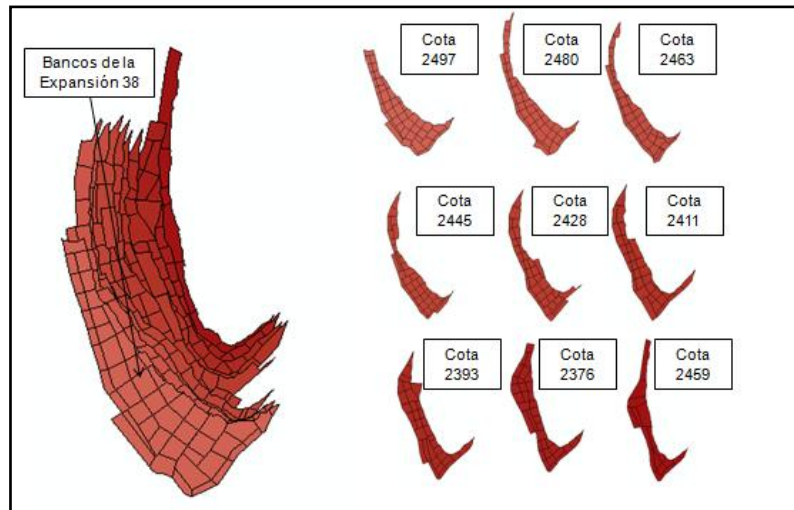 Bancos de la
Expansión 38
Cota
2497
Cota
2480
Cota
2463
Cota
2445
Cota
2428
Cota
2411
Cota
2393
Cota
2376
Cota
2459